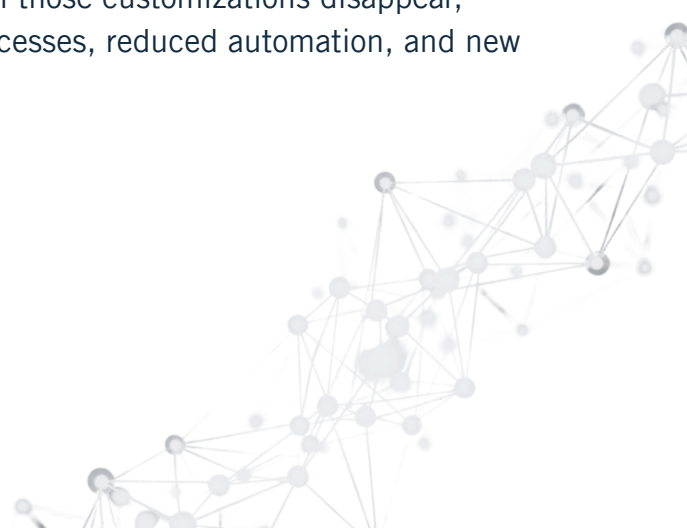 those customizations disappear,
cesses, reduced automation, and new